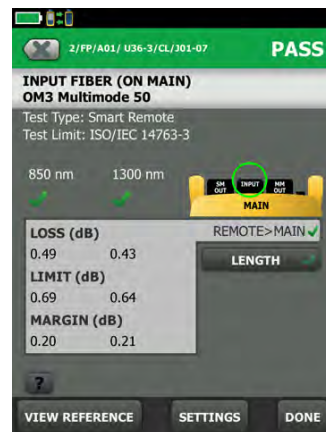 2/FP/A01/ U36-3/CL/J01-07
PASS
INPUT FIBER (ON MAIN)
OM3 Multimode 50
Test Type: Smart Remote
Test Limit: ISO/IEC 14763-3
850 nm 1300 nm
SM OUT INPUT MM OUT
MAIN
LOSS (dB) REMOTE>MAIN
0.49 0.43
LENGTH
LIMIT (dB)
0.69 0.64
MARGIN (dB)
0.20 0.21
?
VIEW REFERENCE SETTINGS DONE